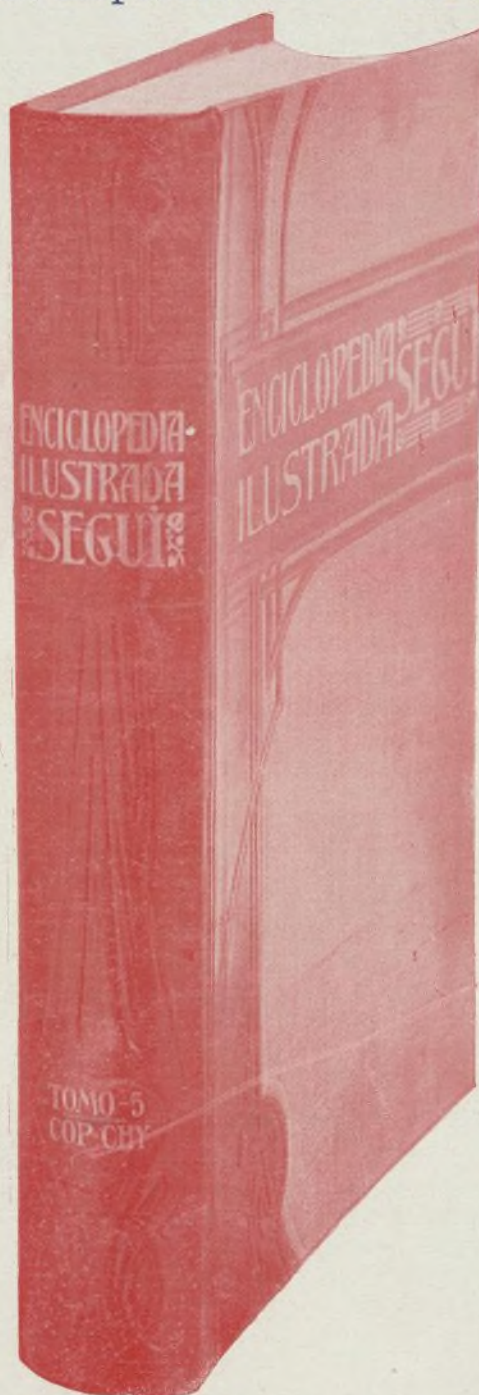 ENCICLOPEDIA
ILUSTRADA
SEGUÍ
TOMO-5
COP-CHY
ENCICLOPEDIA
ILUSTRADA
SEGUÍ